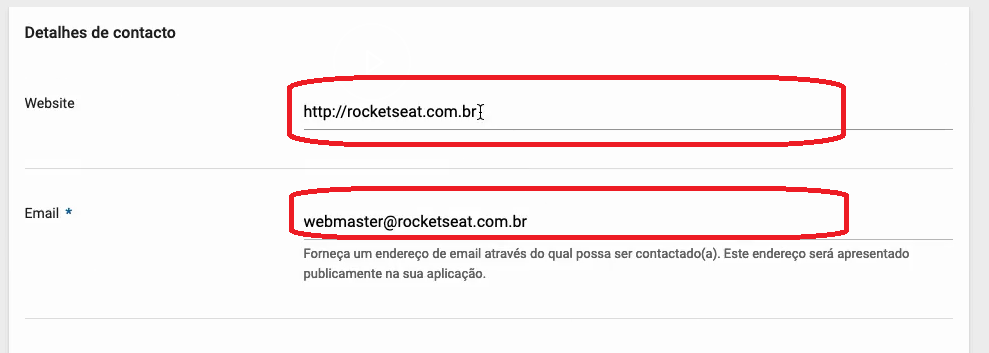 Detalhes de contacto
Website
http://rocketseat.com.br
Email *
webmaster@rocketseat.com.br
Forneça um endereço de email através do qual possa ser contactado(a). Este endereço será apresentado
publicamente na sua aplicação.